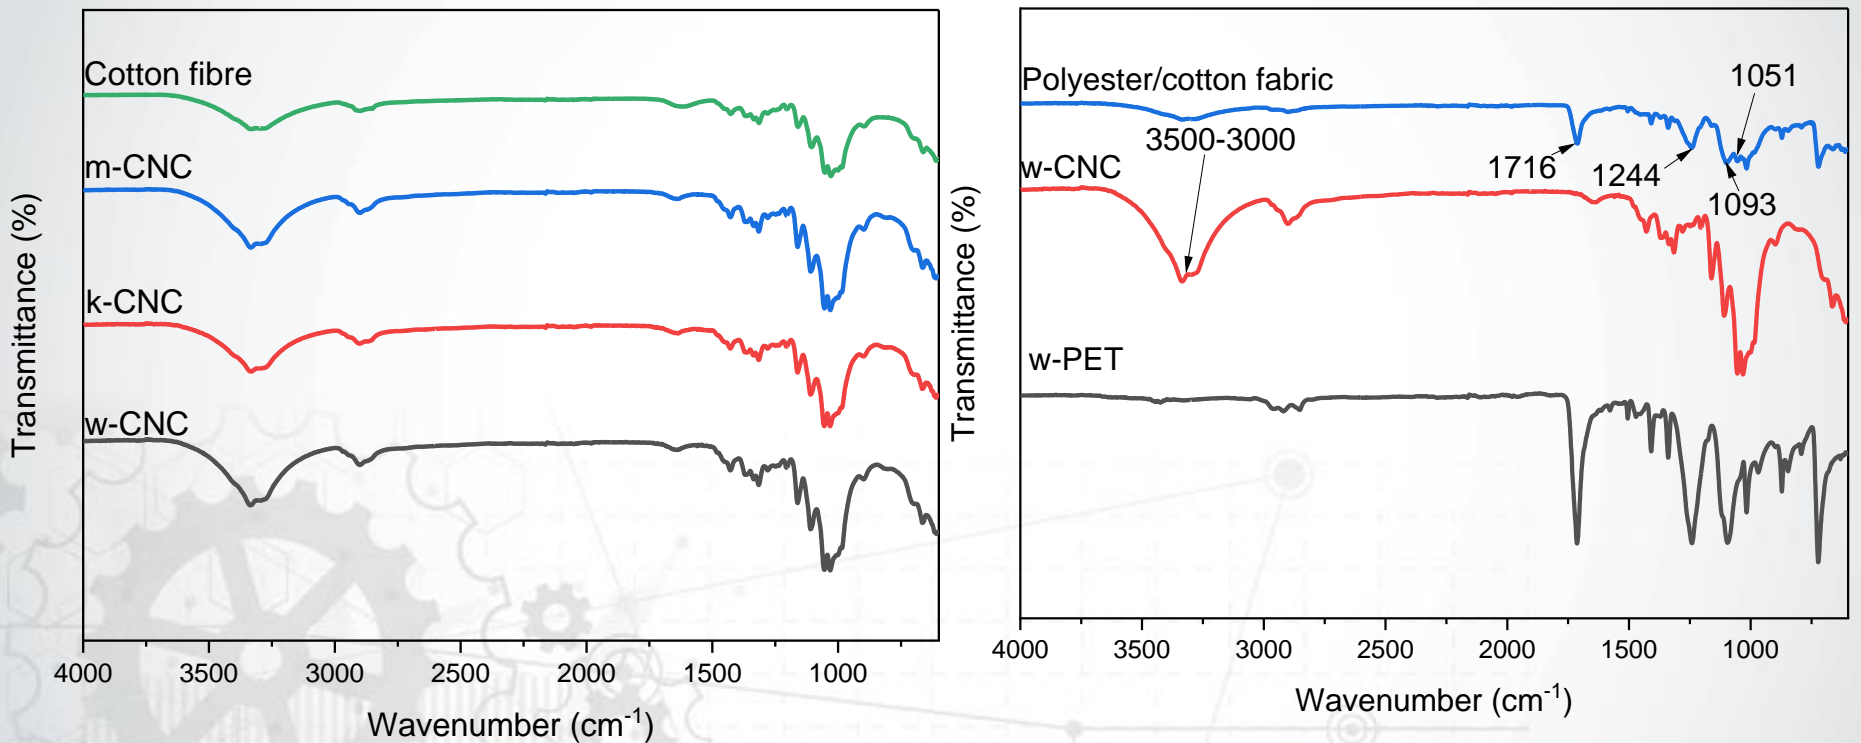 Cotton fibre
m-CNC
k-CNC
w-CNC
Transmittance (%)
4000 3500 3000 2500 2000 1500 1000
Wavenumber (cm⁻¹)
Polyester/cotton fabric
1051
3500-3000
1716
1244
1093
w-CNC
w-PET
Transmittance (%)
4000 3500 3000 2500 2000 1500 1000
Wavenumber (cm⁻¹)